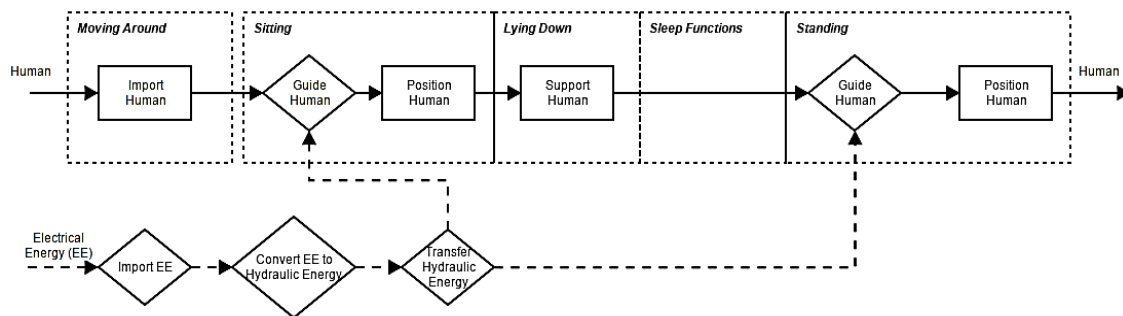 Moving Around
Sitting
Lying Down
Sleep Functions
Standing
Human
Import
Human
Guide
Human
Position
Human
Support
Human
Guide
Human
Position
Human
Human
Electrical
Energy (EE)
Import EE
Convert EE to
Hydraulic Energy
Transfer
Hydraulic
Energy